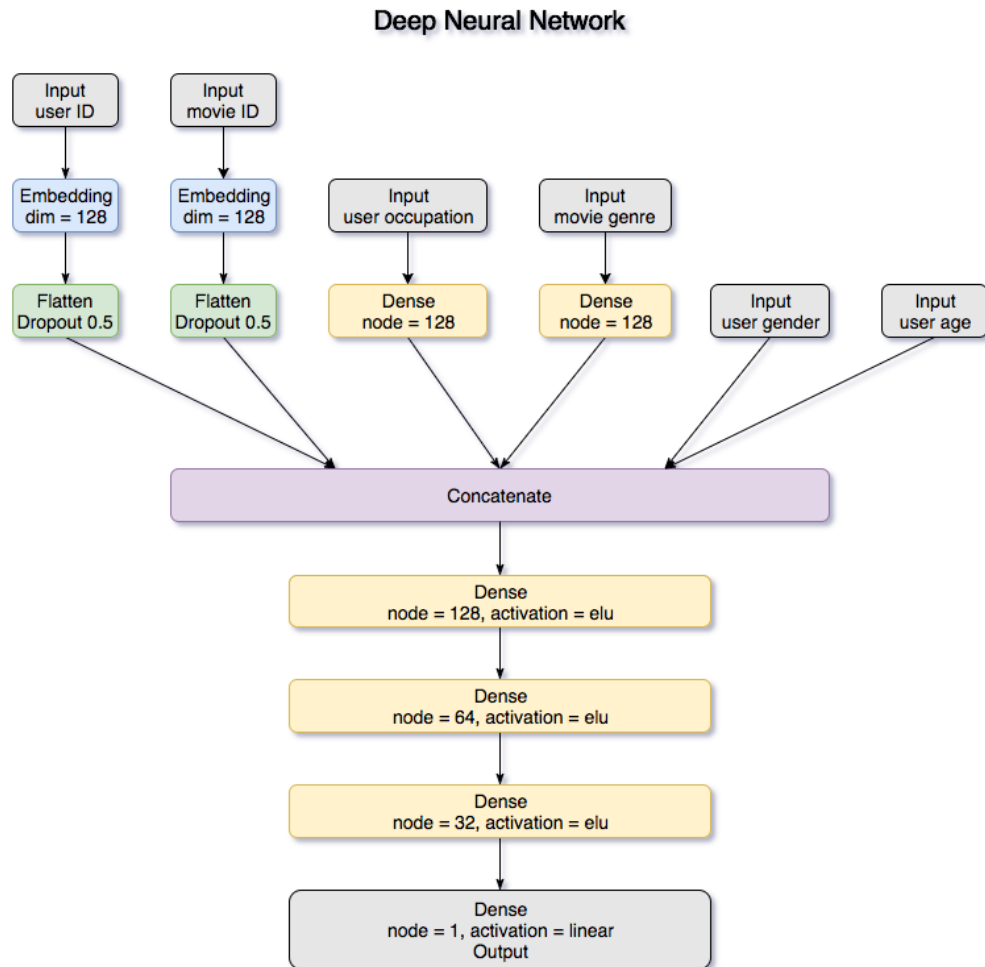 Deep Neural Network
Input
user ID
Input
movie ID
Embedding
dim = 128
Embedding
dim = 128
Input
user occupation
Input
movie genre
Flatten
Dropout 0.5
Flatten
Dropout 0.5
Dense
node = 128
Dense
node = 128
Input
user gender
Input
user age
Concatenate
Dense
node = 128, activation = elu
Dense
node = 64, activation = elu
Dense
node = 32, activation = elu
Dense
node = 1, activation = linear
Output